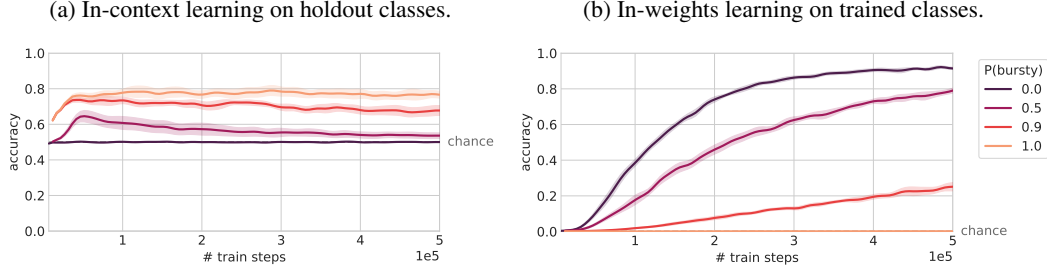 (a) In-context learning on holdout classes.
1.0
0.8
0.6
0.4
0.2
0.0
accuracy
chance
1 2 3 4 5
# train steps
1e5
(b) In-weights learning on trained classes.
1.0
0.8
0.6
0.4
0.2
0.0
accuracy
chance
1 2 3 4 5
# train steps
1e5
P(bursty)
0.0
0.5
0.9
1.0